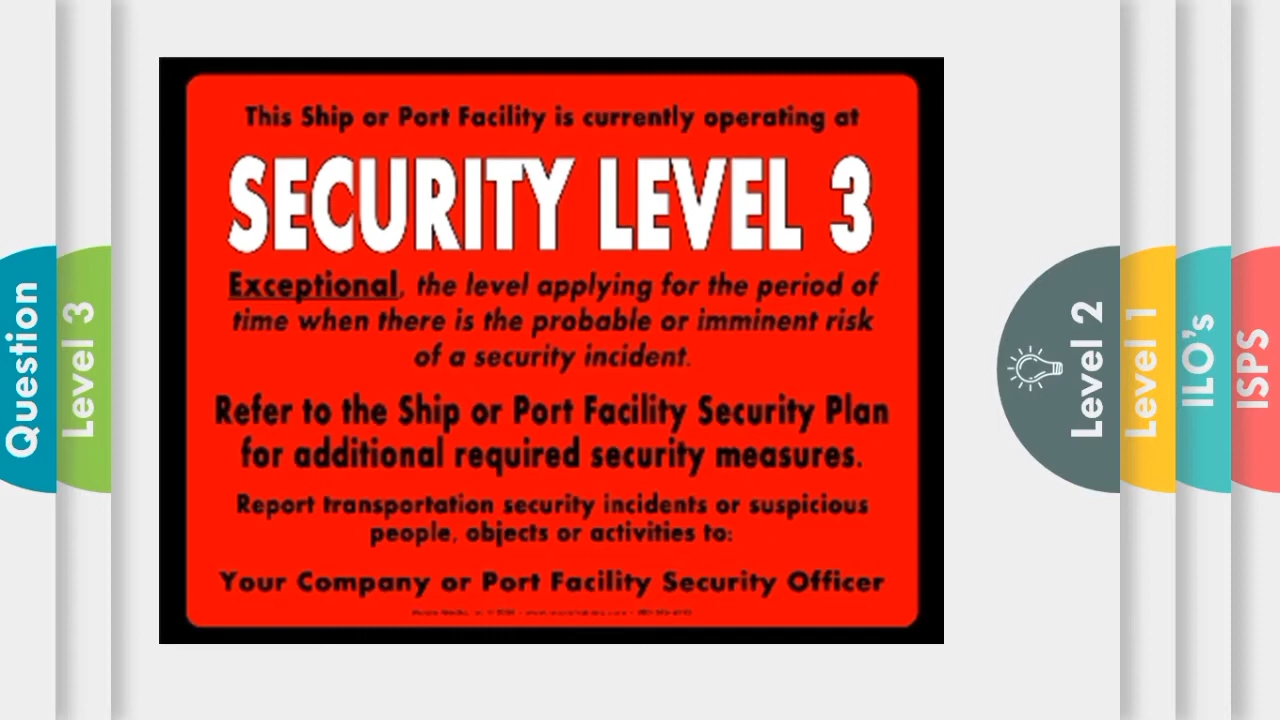 This Ship or Port Facility is currently operating at
SECURITY LEVEL 3
Exceptional, the level applying for the period of
time when there is the probable or imminent risk
of a security incident.
Refer to the Ship or Port Facility Security Plan
for additional required security measures.
Report transportation security incidents or suspicious
people, objects or activities to:
Your Company or Port Facility Security Officer
Question
Level 3
Level 2
Level 1
ILO's
ISPS